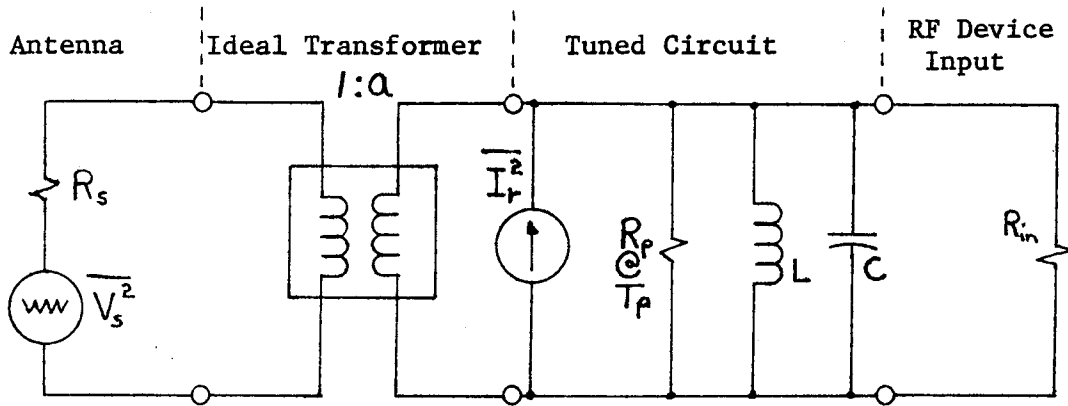 Antenna
Ideal Transformer
Tuned Circuit
RF Device
Input
1:a
R_s
V_s^2
I_r^2
R_p
@
T_p
L
C
R_in